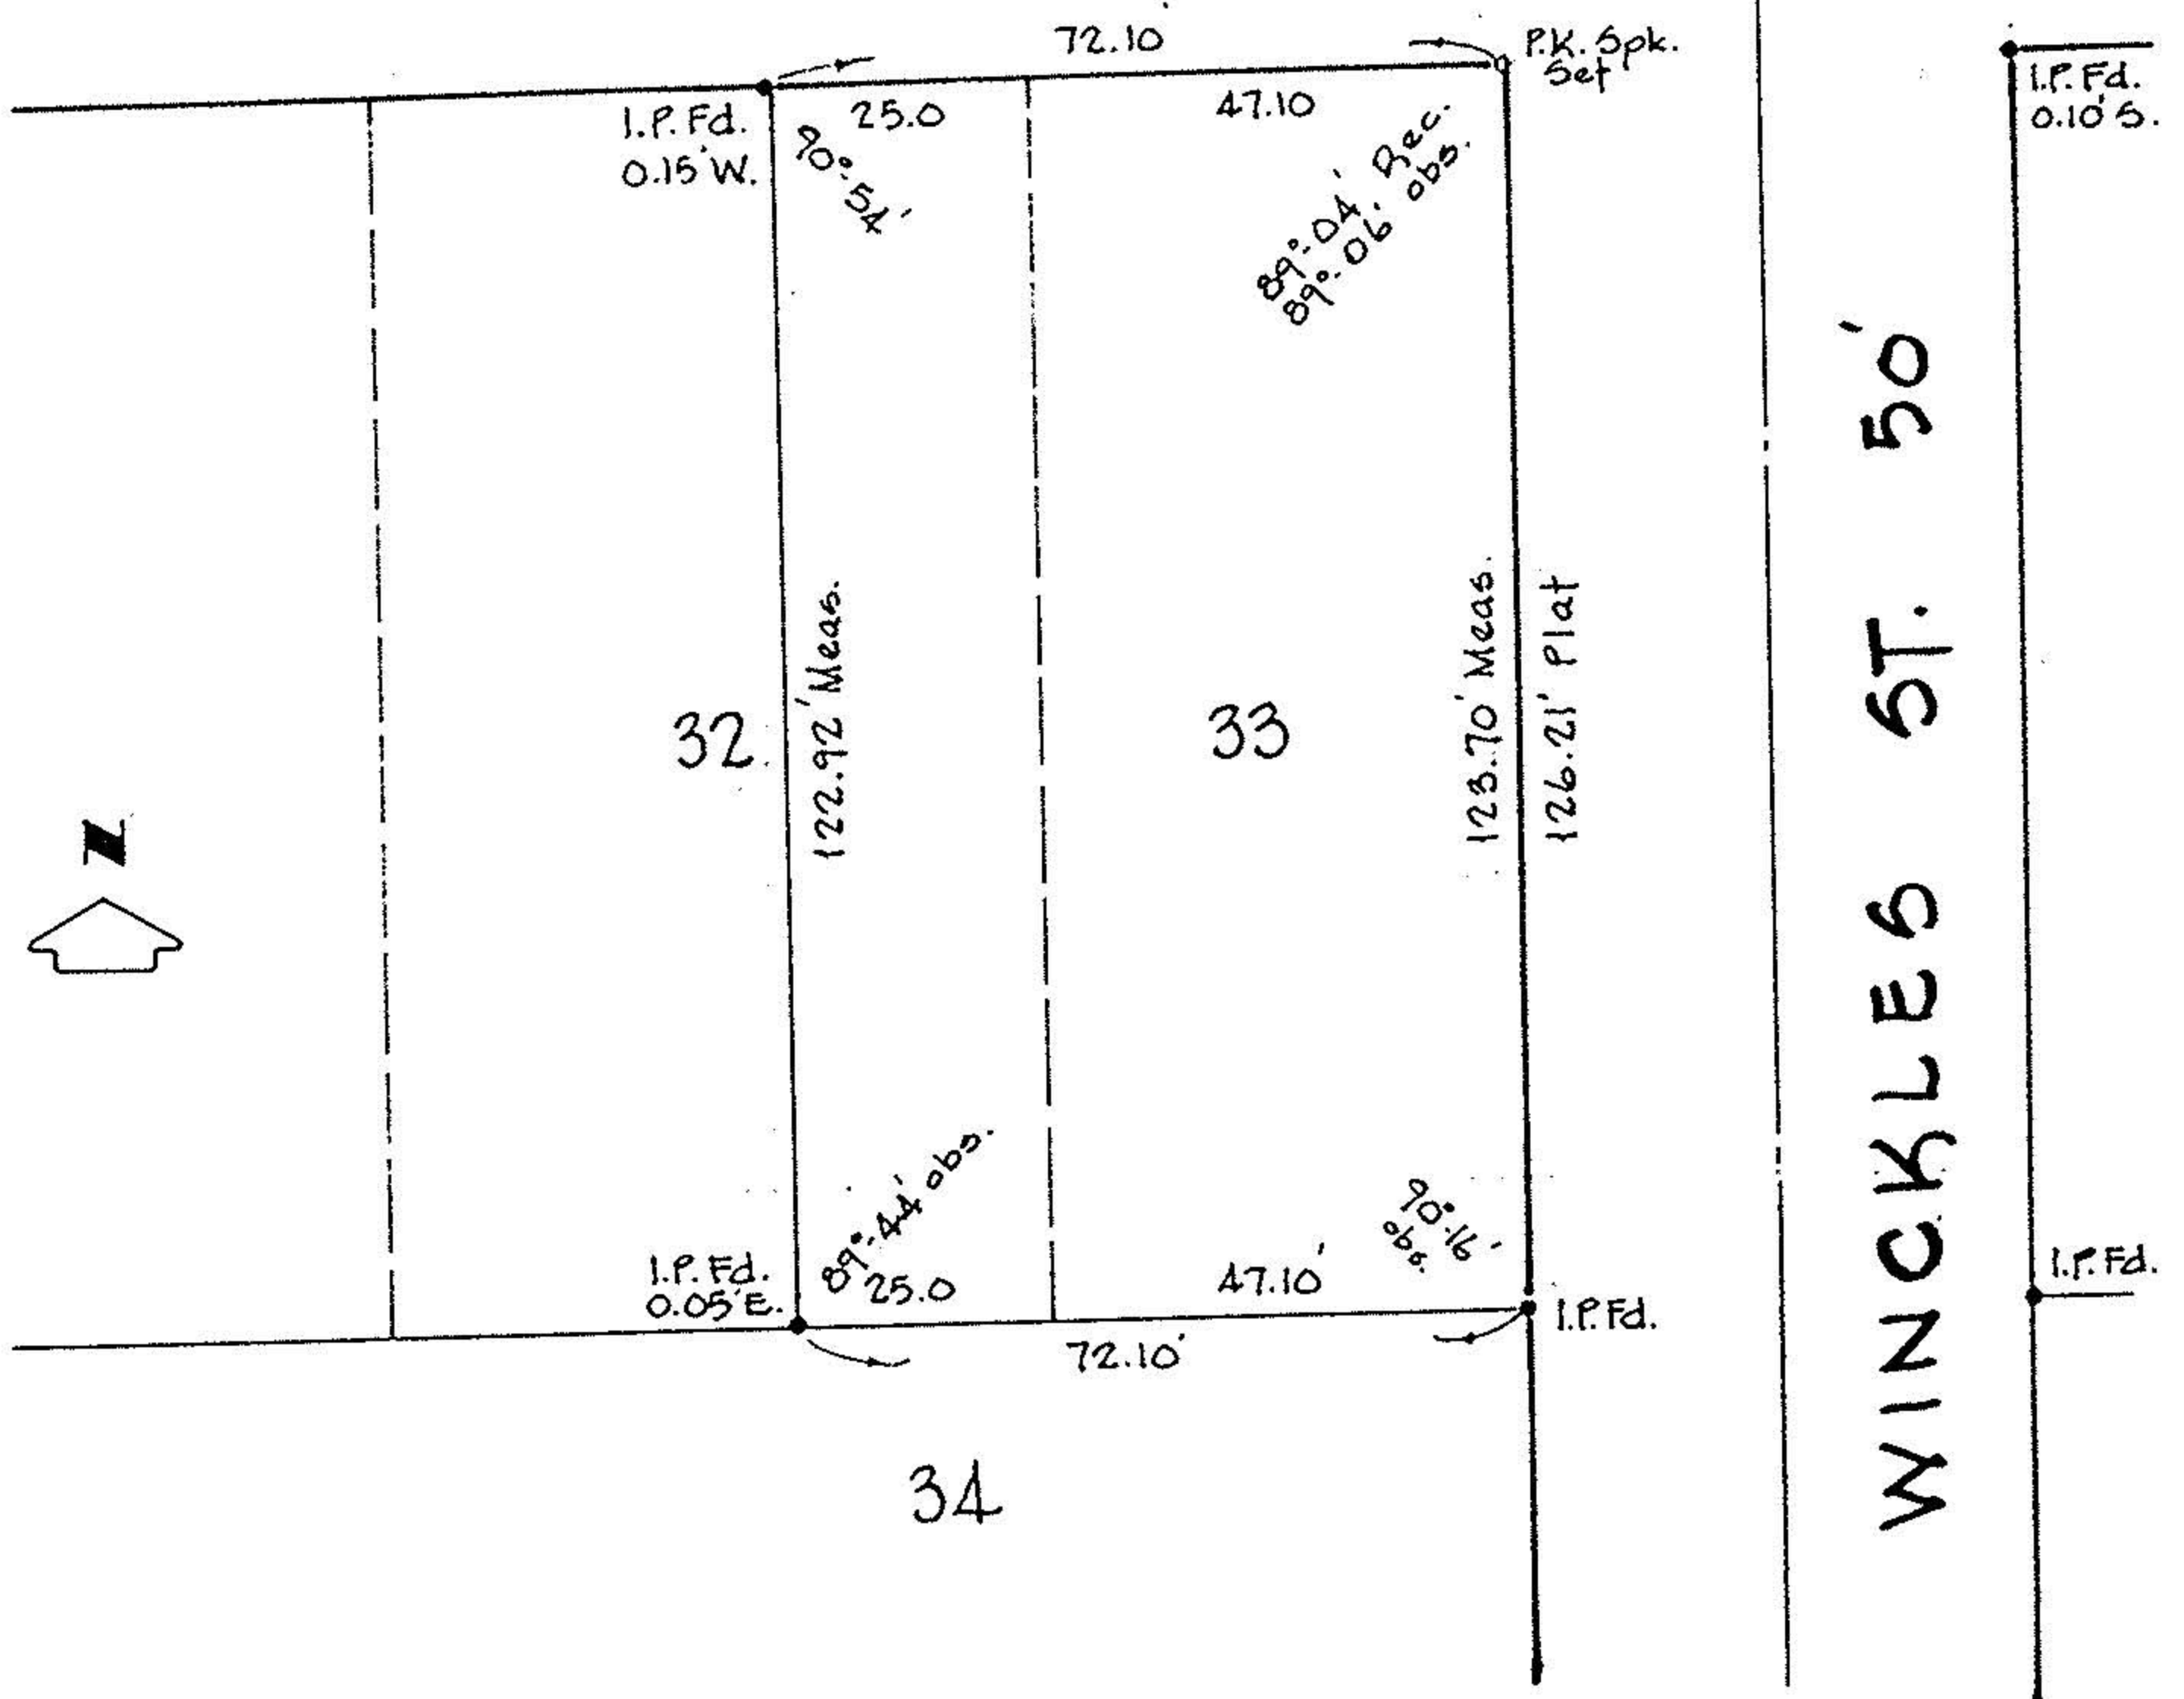 72.10'
P.K. Spk.
Set
I.P. Fd.
0.10'S.
I.P. Fd.
0.15'W.
25.0
47.10
90°-54'
89°-04' Rec.
89°-06' obs.
122.92' Meas.
123.70' Meas.
126.21' Plat
32
33
N
WINCKLES ST. 50'
89°-44' obs.
90°-16'
obs.
I.P. Fd.
0.05'E.
25.0
47.10'
I.P. Fd.
I.P. Fd.
72.10'
34